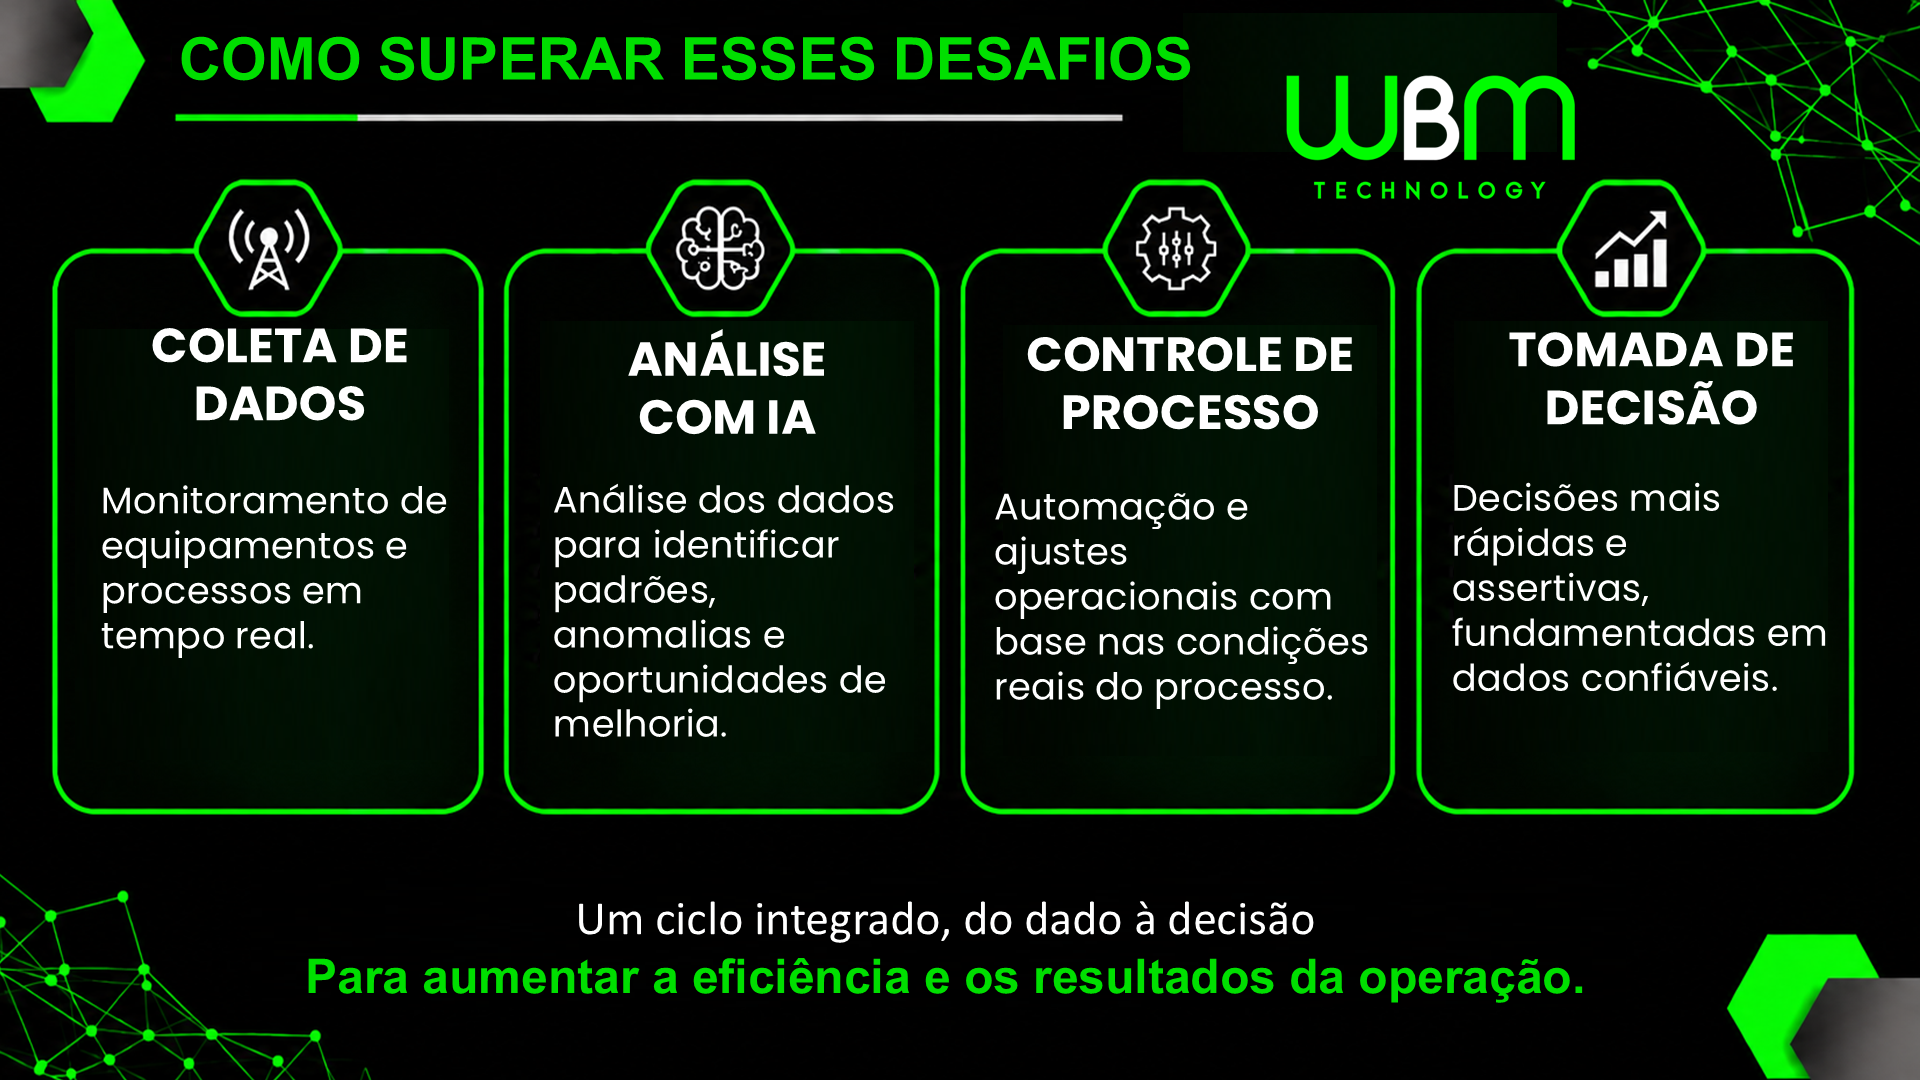 COMO SUPERAR ESSES DESAFIOS
WBM
TECHNOLOGY
COLETA DE
DADOS
Monitoramento de
equipamentos e
processos em
tempo real.
ANÁLISE
COM IA
Análise dos dados
para identificar
padrões,
anomalias e
oportunidades de
melhoria.
CONTROLE DE
PROCESSO
Automação e
ajustes
operacionais com
base nas condições
reais do processo.
TOMADA DE
DECISÃO
Decisões mais
rápidas e
assertivas,
fundamentadas em
dados confiáveis.
Um ciclo integrado, do dado à decisão
Para aumentar a eficiência e os resultados da operação.